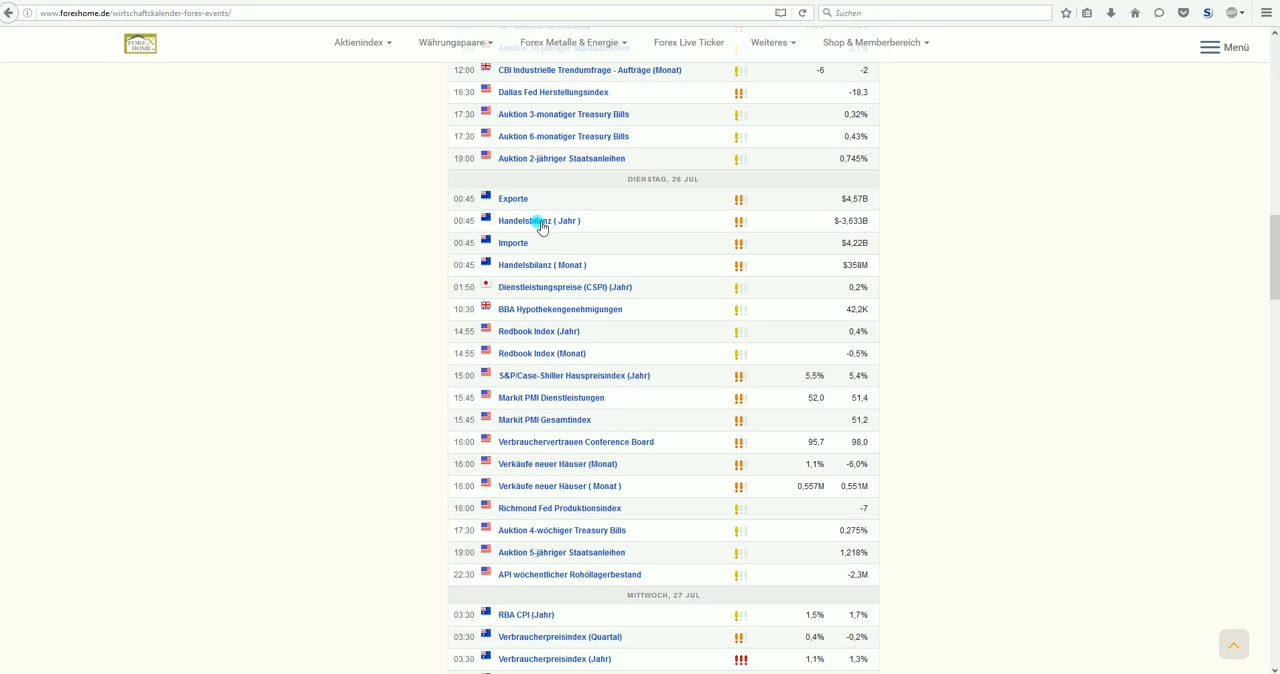 www.forexhome.de/wirtschaftskalender-forex-events/
Suchen
FOREX HOME
Aktienindex
Währungspaare
Forex Metalle & Energie
Forex Live Ticker
Weiteres
Shop & Memberbereich
Menü
12:00 CBI Industrielle Trendumfrage - Aufträge (Monat) -6 -2
16:30 Dallas Fed Herstellungsindex -18,3
17:30 Auktion 3-monatiger Treasury Bills 0,32%
17:30 Auktion 6-monatiger Treasury Bills 0,43%
19:00 Auktion 2-jähriger Staatsanleihen 0,745%
DIENSTAG, 26 JUL
00:45 Exporte $4,57B
00:45 Handelsbilanz ( Jahr ) $-3,633B
00:45 Importe $4,22B
00:45 Handelsbilanz ( Monat ) $358M
01:50 Dienstleistungspreise (CSPI) (Jahr) 0,2%
10:30 BBA Hypothekengenehmigungen 42,2K
14:55 Redbook Index (Jahr) 0,4%
14:55 Redbook Index (Monat) -0,5%
15:00 S&P/Case-Shiller Hauspreisindex (Jahr) 5,5% 5,4%
15:45 Markit PMI Dienstleistungen 52,0 51,4
15:45 Markit PMI Gesamtindex 51,2
16:00 Verbrauchervertrauen Conference Board 95,7 98,0
16:00 Verkäufe neuer Häuser (Monat) 1,1% -6,0%
16:00 Verkäufe neuer Häuser ( Monat ) 0,557M 0,551M
16:00 Richmond Fed Produktionsindex -7
17:30 Auktion 4-wöchiger Treasury Bills 0,275%
19:00 Auktion 5-jähriger Staatsanleihen 1,218%
22:30 API wöchentlicher Rohöllagerbestand -2,3M
MITTWOCH, 27 JUL
03:30 RBA CPI (Jahr) 1,5% 1,7%
03:30 Verbraucherpreisindex (Quartal) 0,4% -0,2%
03:30 Verbraucherpreisindex (Jahr) 1,1% 1,3%